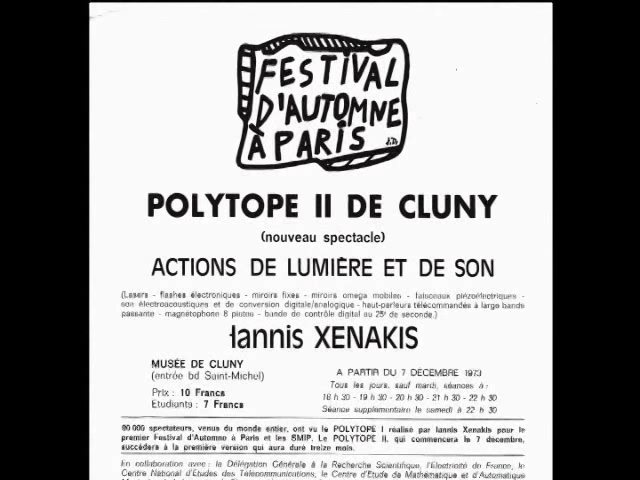 FESTIVAL
D'AUTOMNE
À PARIS
POLYTOPE II DE CLUNY
(nouveau spectacle)
ACTIONS DE LUMIÈRE ET DE SON
(Lasers - flashes électroniques - miroirs fixes - miroirs omega mobiles - faisceaux piézoélectriques -
son électroacoustiques et de conversion digitale/analogique - haut-parleurs télécommandés à large bande
passante - magnétophone 8 pistes - bande de contrôle digital au 25e de seconde.)
Iannis XENAKIS
MUSÉE DE CLUNY
(entrée bd Saint-Michel)
Prix : 10 Francs
Etudiants : 7 Francs
A PARTIR DU 7 DECEMBRE 1973
Tous les jours, sauf mardi, séances à :
18 h 30 - 19 h 30 - 20 h 30 - 21 h 30 - 22 h 30
Séance supplémentaire le samedi à 22 h 30
90 000 spectateurs, venus du monde entier, ont vu le POLYTOPE I réalisé par Iannis Xenakis pour le
premier Festival d'Automne à Paris et les SMIP. Le POLYTOPE II, qui commencera le 7 décembre,
succédera à la première version qui aura duré treize mois.
En collaboration avec : la Délégation Générale à la Recherche Scientifique, l'Electricité de France, le
Centre National d'Etudes des Télécommunications, le Centre d'Etude de Mathématique et d'Automatique